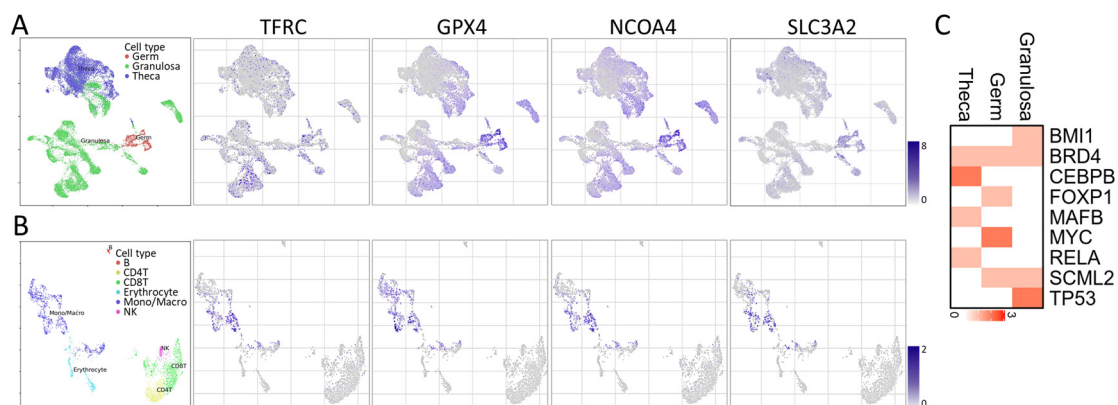 A
TFRC
GPX4
NCOA4
SLC3A2
Cell type
Germ
Granulosa
Theca
Theca
Germ
Granulosa
8
0
B
Cell type
B
CD4T
CD8T
Erythrocyte
Mono/Macro
NK
B
Mono/Macro
Erythrocyte
NK
CD8T
CD4T
2
0
C
Theca
Germ
Granulosa
BMI1
BRD4
CEBPB
FOXP1
MAFB
MYC
RELA
SCML2
TP53
0
3